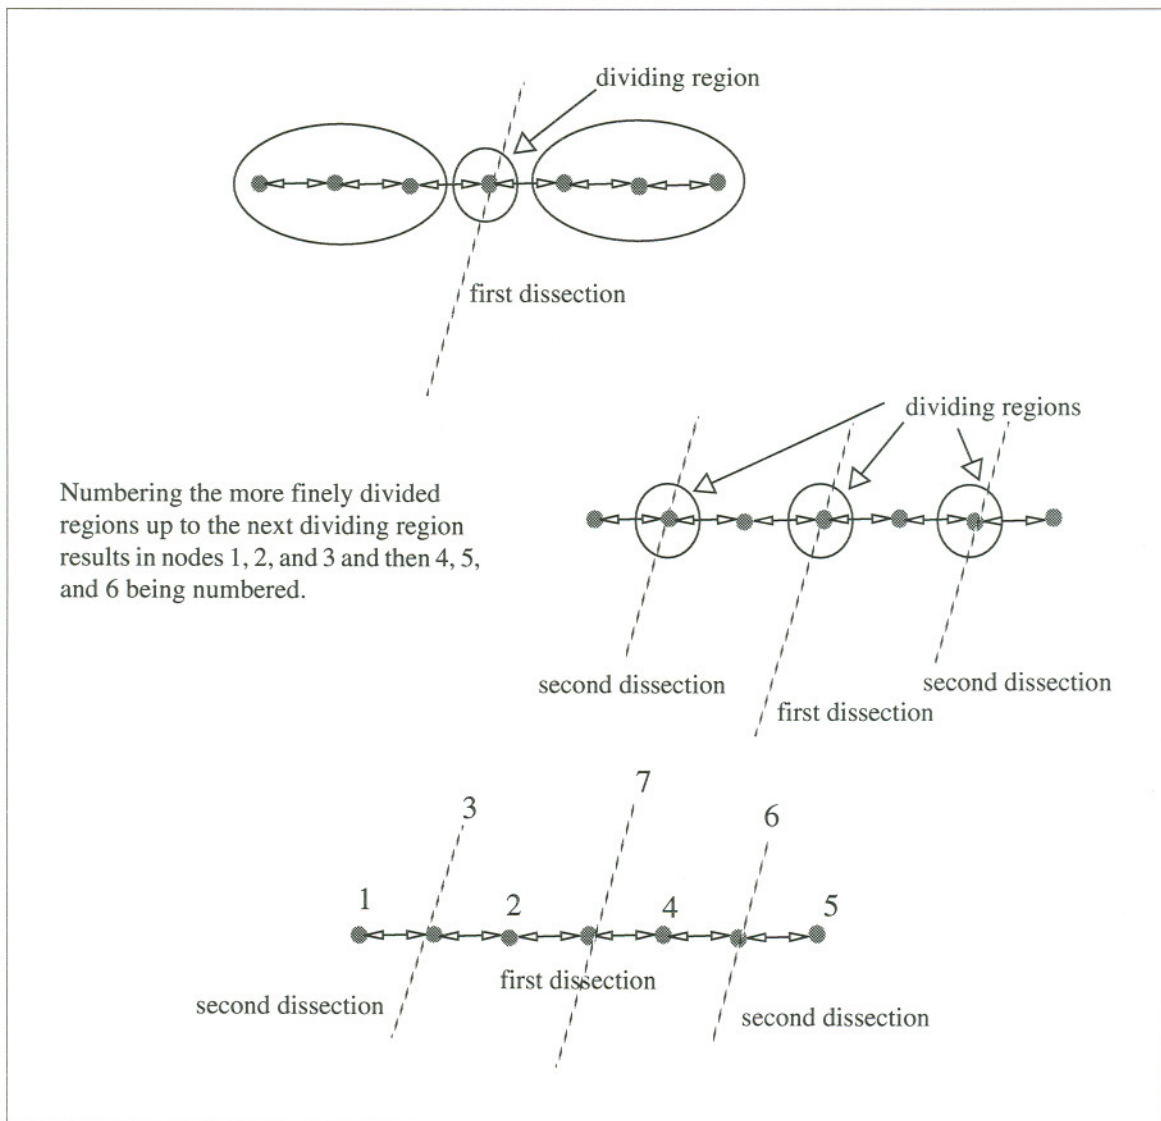 dividing region
first dissection
dividing regions
Numbering the more finely divided
regions up to the next dividing region
results in nodes 1, 2, and 3 and then 4, 5,
and 6 being numbered.
second dissection
first dissection
second dissection
7
3
6
1
2
4
5
first dissection
second dissection
second dissection